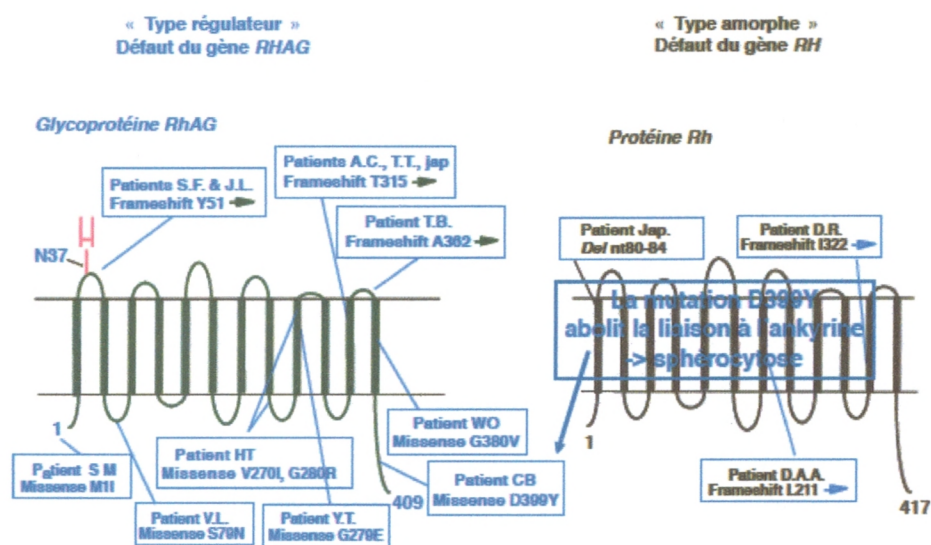 « Type régulateur »
Défaut du gène RHAG
« Type amorphe »
Défaut du gène RH
Glycoprotéine RhAG
Protéine Rh
Patients S.F. & J.L.
Frameshift Y51
Patients A.C., T.T., jap
Frameshift T315
Patient T.B.
Frameshift A362
N37
Patient Jap.
Del nt80-84
Patient D.R.
Frameshift I322
La mutation D399Y
abolit la liaison à l'ankyrine
-> sphérocytose
1
Patient S M
Missense M1I
Patient V.L.
Missense S79N
Patient HT
Missense V270I, G280R
Patient Y.T.
Missense G279E
Patient WO
Missense G380V
Patient CB
Missense D399Y
409
1
Patient D.A.A.
Frameshift L211
417